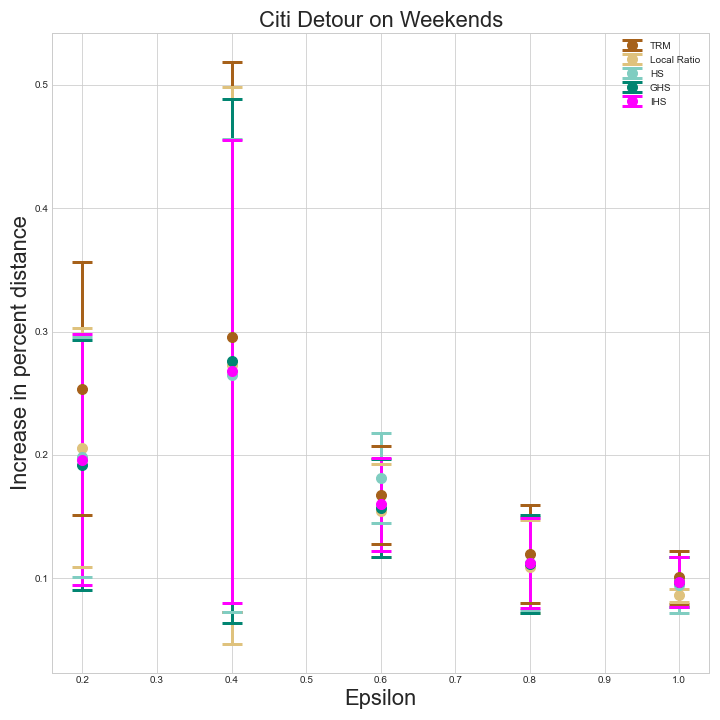 Citi Detour on Weekends
TRM
Local Ratio
HS
GHS
IHS
Increase in percent distance
0.5
0.4
0.3
0.2
0.1
0.2 0.3 0.4 0.5 0.6 0.7 0.8 0.9 1.0
Epsilon